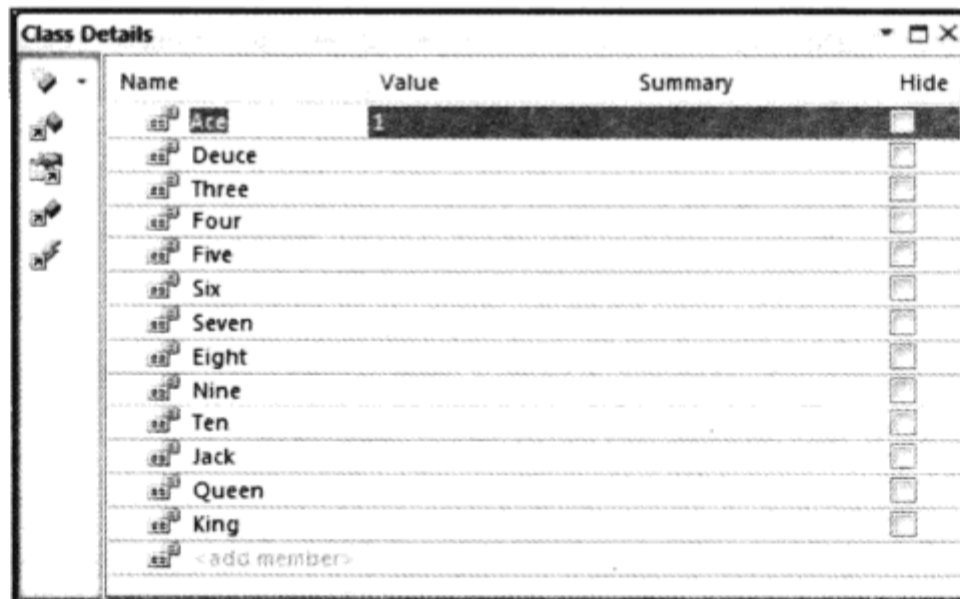 Class Details
Name Value Summary Hide
Ace 1
Deuce
Three
Four
Five
Six
Seven
Eight
Nine
Ten
Jack
Queen
King
<add member>